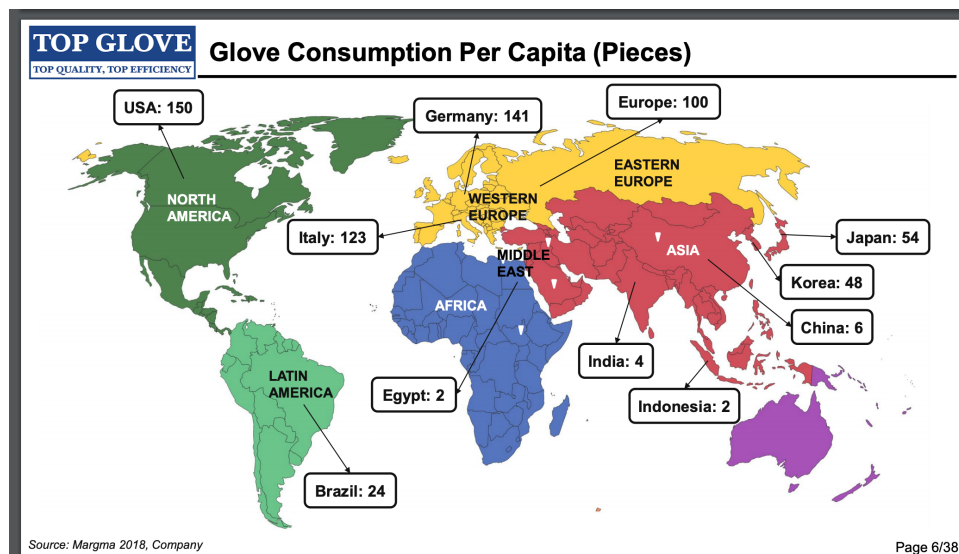 TOP GLOVE
TOP QUALITY, TOP EFFICIENCY
Glove Consumption Per Capita (Pieces)
USA: 150
Germany: 141
Europe: 100
EASTERN
EUROPE
NORTH
AMERICA
WESTERN
EUROPE
Italy: 123
MIDDLE
EAST
ASIA
Japan: 54
Korea: 48
AFRICA
China: 6
India: 4
LATIN
AMERICA
Egypt: 2
Indonesia: 2
Brazil: 24
Source: Margma 2018, Company
Page 6/38